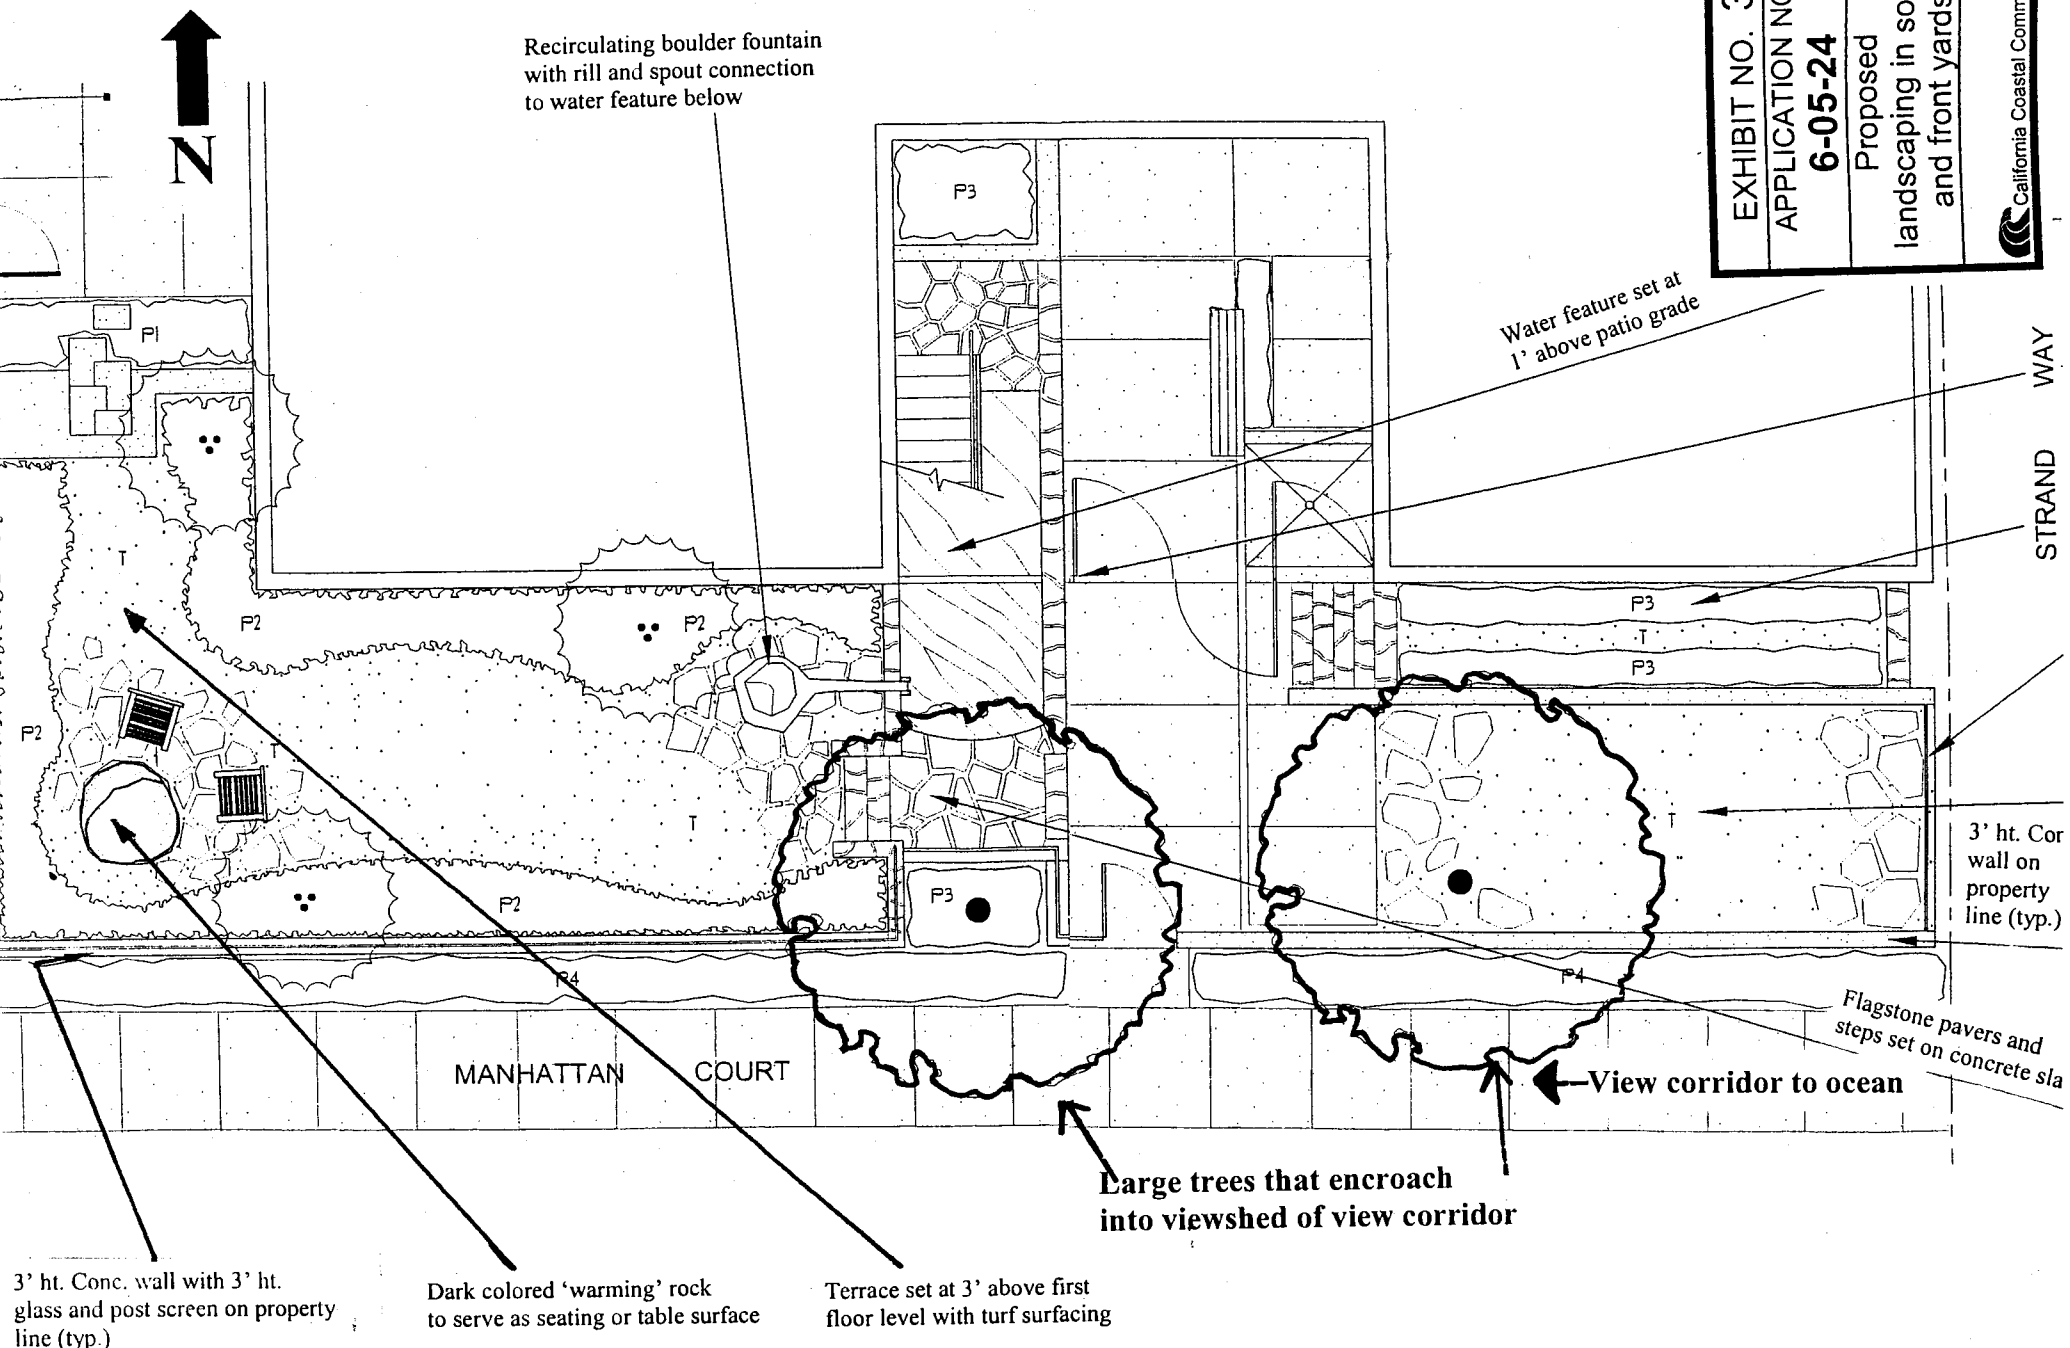 Recirculating boulder fountain
with rill and spout connection
to water feature below
N
EXHIBIT NO. 3
APPLICATION NO
6-05-24
Proposed
landscaping in so
and front yards
California Coastal Comm
Water feature set at
1' above patio grade
STRAND WAY
P3
P1
T
P2
P2
P3
T
P3
P2
T
T
T
3' ht. Cor
wall on
property
line (typ.)
P3
P2
P4
P4
Flagstone pavers and
steps set on concrete sla
MANHATTAN COURT
View corridor to ocean
Large trees that encroach
into viewshed of view corridor
3' ht. Conc. wall with 3' ht.
glass and post screen on property
line (typ.)
Dark colored 'warming' rock
to serve as seating or table surface
Terrace set at 3' above first
floor level with turf surfacing